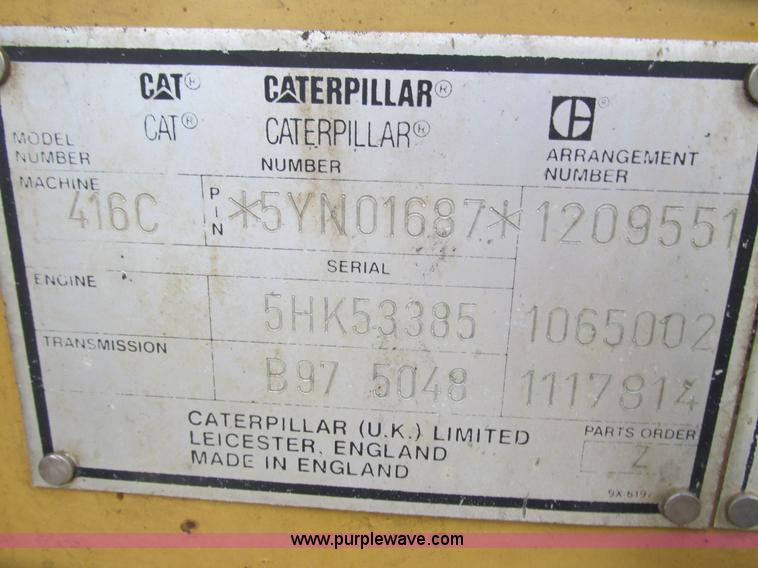 CAT® CATERPILLAR®
CAT® CATERPILLAR® ®
MODEL NUMBER NUMBER ARRANGEMENT NUMBER
MACHINE 416C PIN *5YN01687* 1209551
SERIAL
ENGINE 5HK53385 1065002
TRANSMISSION B97 5048 1117814
CATERPILLAR (U.K.) LIMITED
LEICESTER, ENGLAND
MADE IN ENGLAND
PARTS ORDER
Z
www.purplewave.com